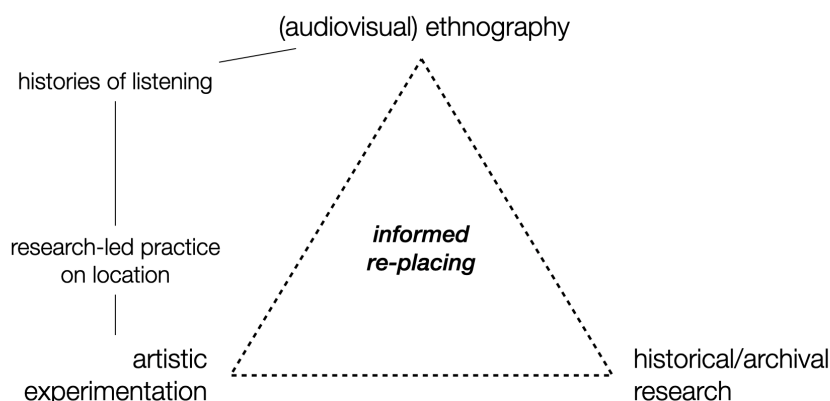 (audiovisual) ethnography
histories of listening
research-led practice
on location
informed
re-placing
artistic
experimentation
historical/archival
research